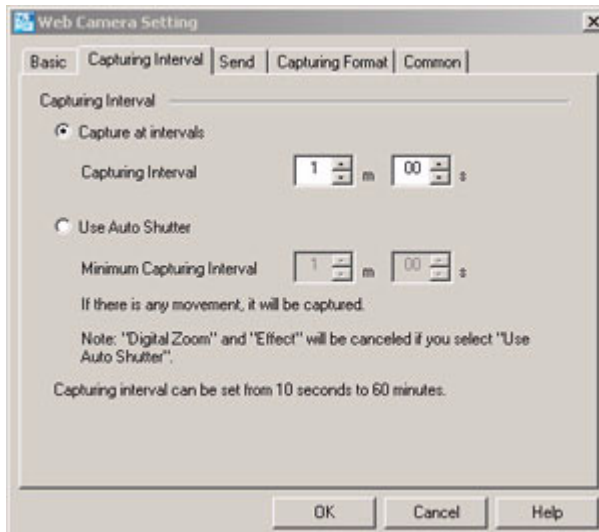 Web Camera Setting
Basic Capturing Interval Send Capturing Format Common
Capturing Interval
Capture at intervals
Capturing Interval 1 m 00 s
Use Auto Shutter
Minimum Capturing Interval 1 m 00 s
If there is any movement, it will be captured.
Note: "Digital Zoom" and "Effect" will be canceled if you select "Use
Auto Shutter".
Capturing interval can be set from 10 seconds to 60 minutes.
OK Cancel Help